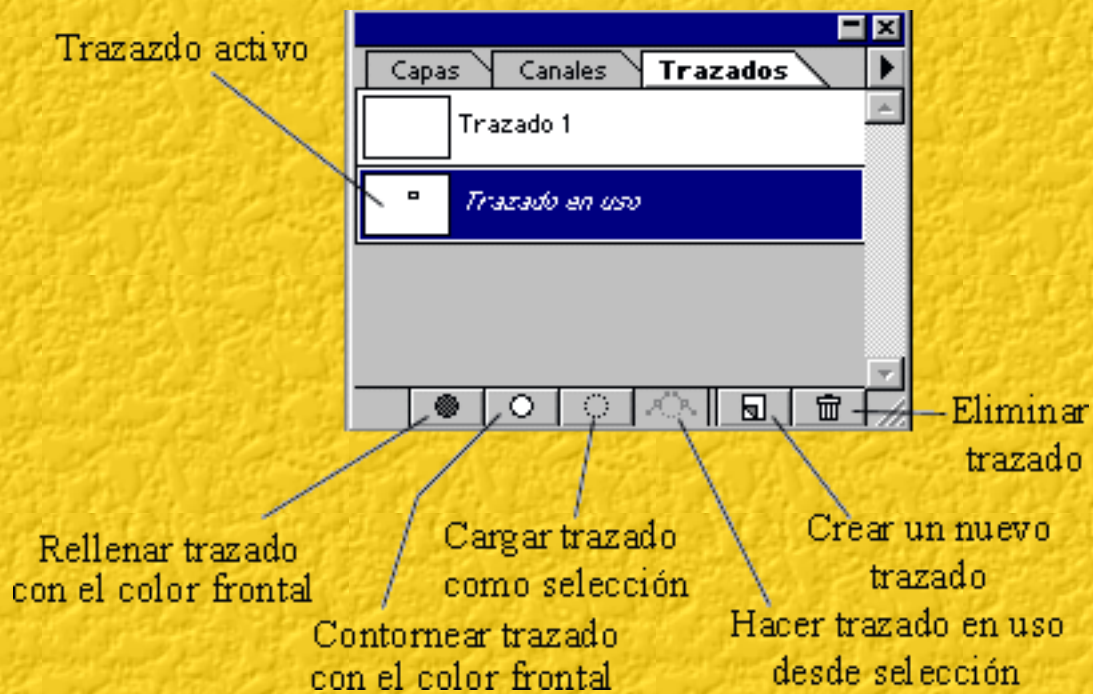 Trazazdo activo
Capas Canales Trazados
Trazado 1
Trazado en uso
Eliminar
trazado
Rellenar trazado
con el color frontal
Contornear trazado
con el color frontal
Cargar trazado
como selección
Hacer trazado en uso
desde selección
Crear un nuevo
trazado